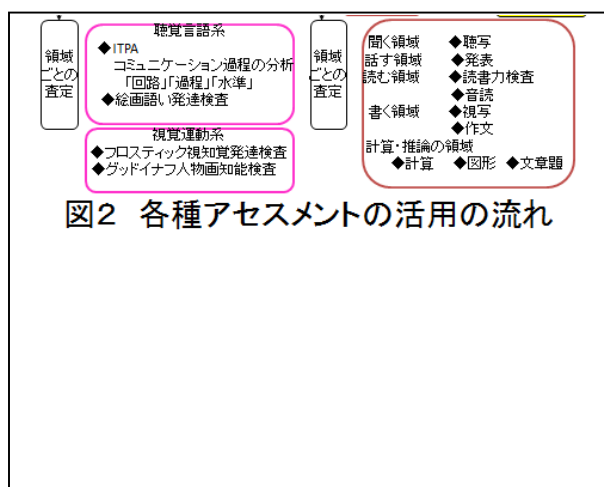 領域
ごとの
査定
聴覚言語系
◆ITPA
コミュニケーション過程の分析
「回路」「過程」「水準」
◆絵画語い発達検査
視覚運動系
◆フロスティック視知覚発達検査
◆グッドイナフ人物画知能検査
領域
ごとの
査定
聞く領域 ◆聴写
話す領域 ◆発表
読む領域 ◆読書力検査
◆音読
書く領域 ◆視写
◆作文
計算・推論の領域
◆計算 ◆図形 ◆文章題
図2 各種アセスメントの活用の流れ